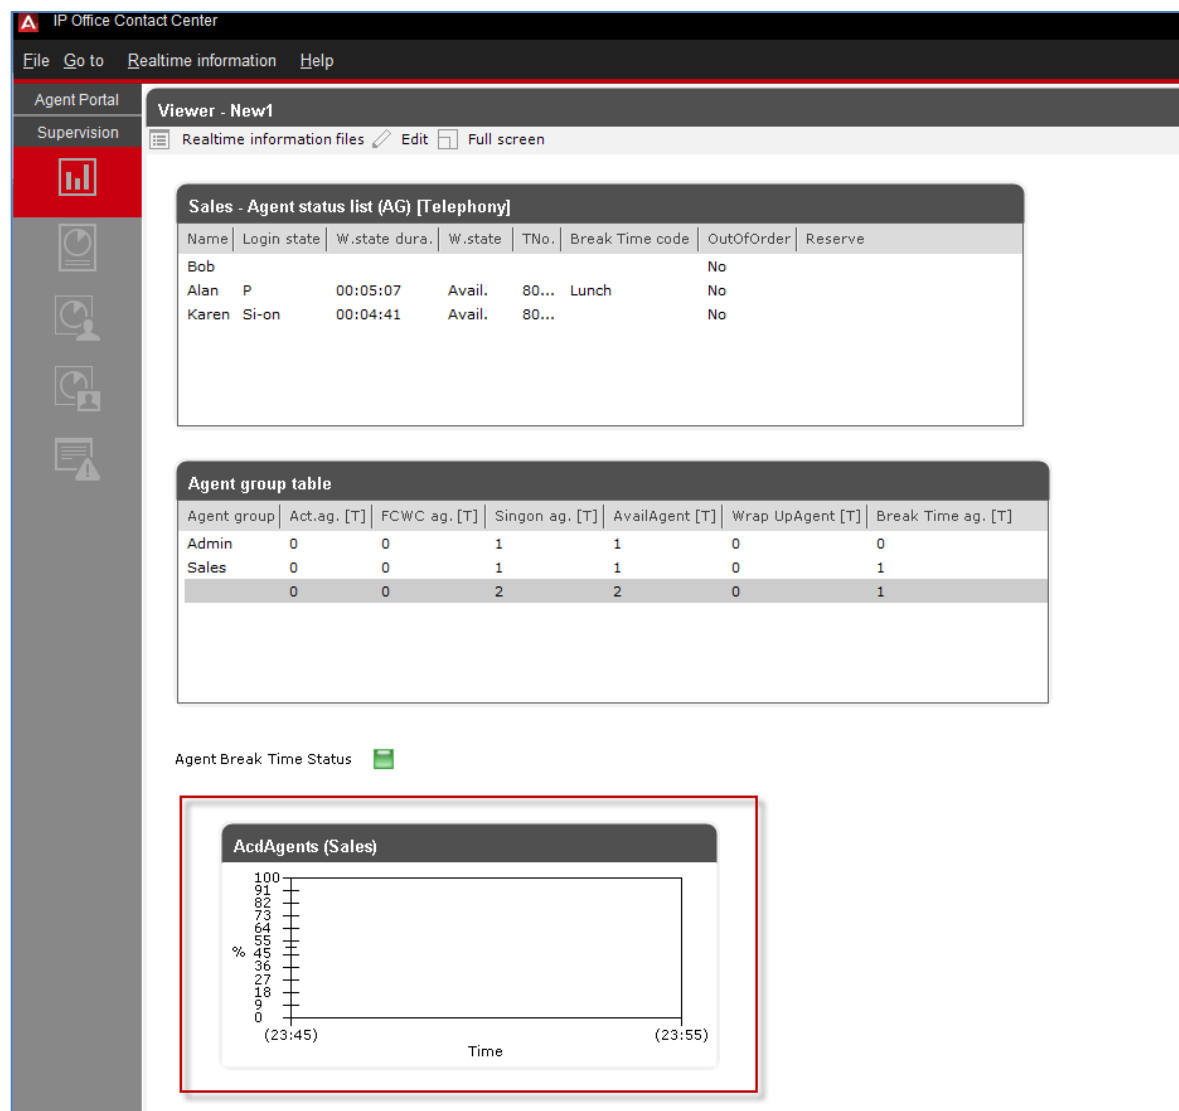 IP Office Contact Center
File Go to Realtime information Help
Agent Portal
Supervision
Viewer - New1
Realtime information files Edit Full screen
Sales - Agent status list (AG) [Telephony]
Name Login state W.state dura. W.state TNo. Break Time code OutOfOrder Reserve
Bob No
Alan P 00:05:07 Avail. 80... Lunch No
Karen Si-on 00:04:41 Avail. 80... No
Agent group table
Agent group Act.ag. [T] FCWC ag. [T] Singon ag. [T] AvailAgent [T] Wrap UpAgent [T] Break Time ag. [T]
Admin 0 0 1 1 0 0
Sales 0 0 1 1 0 1
0 0 2 2 0 1
Agent Break Time Status
AcdAgents (Sales)
100
91
82
73
64
55
% 45
36
27
18
9
0
(23:45) (23:55)
Time